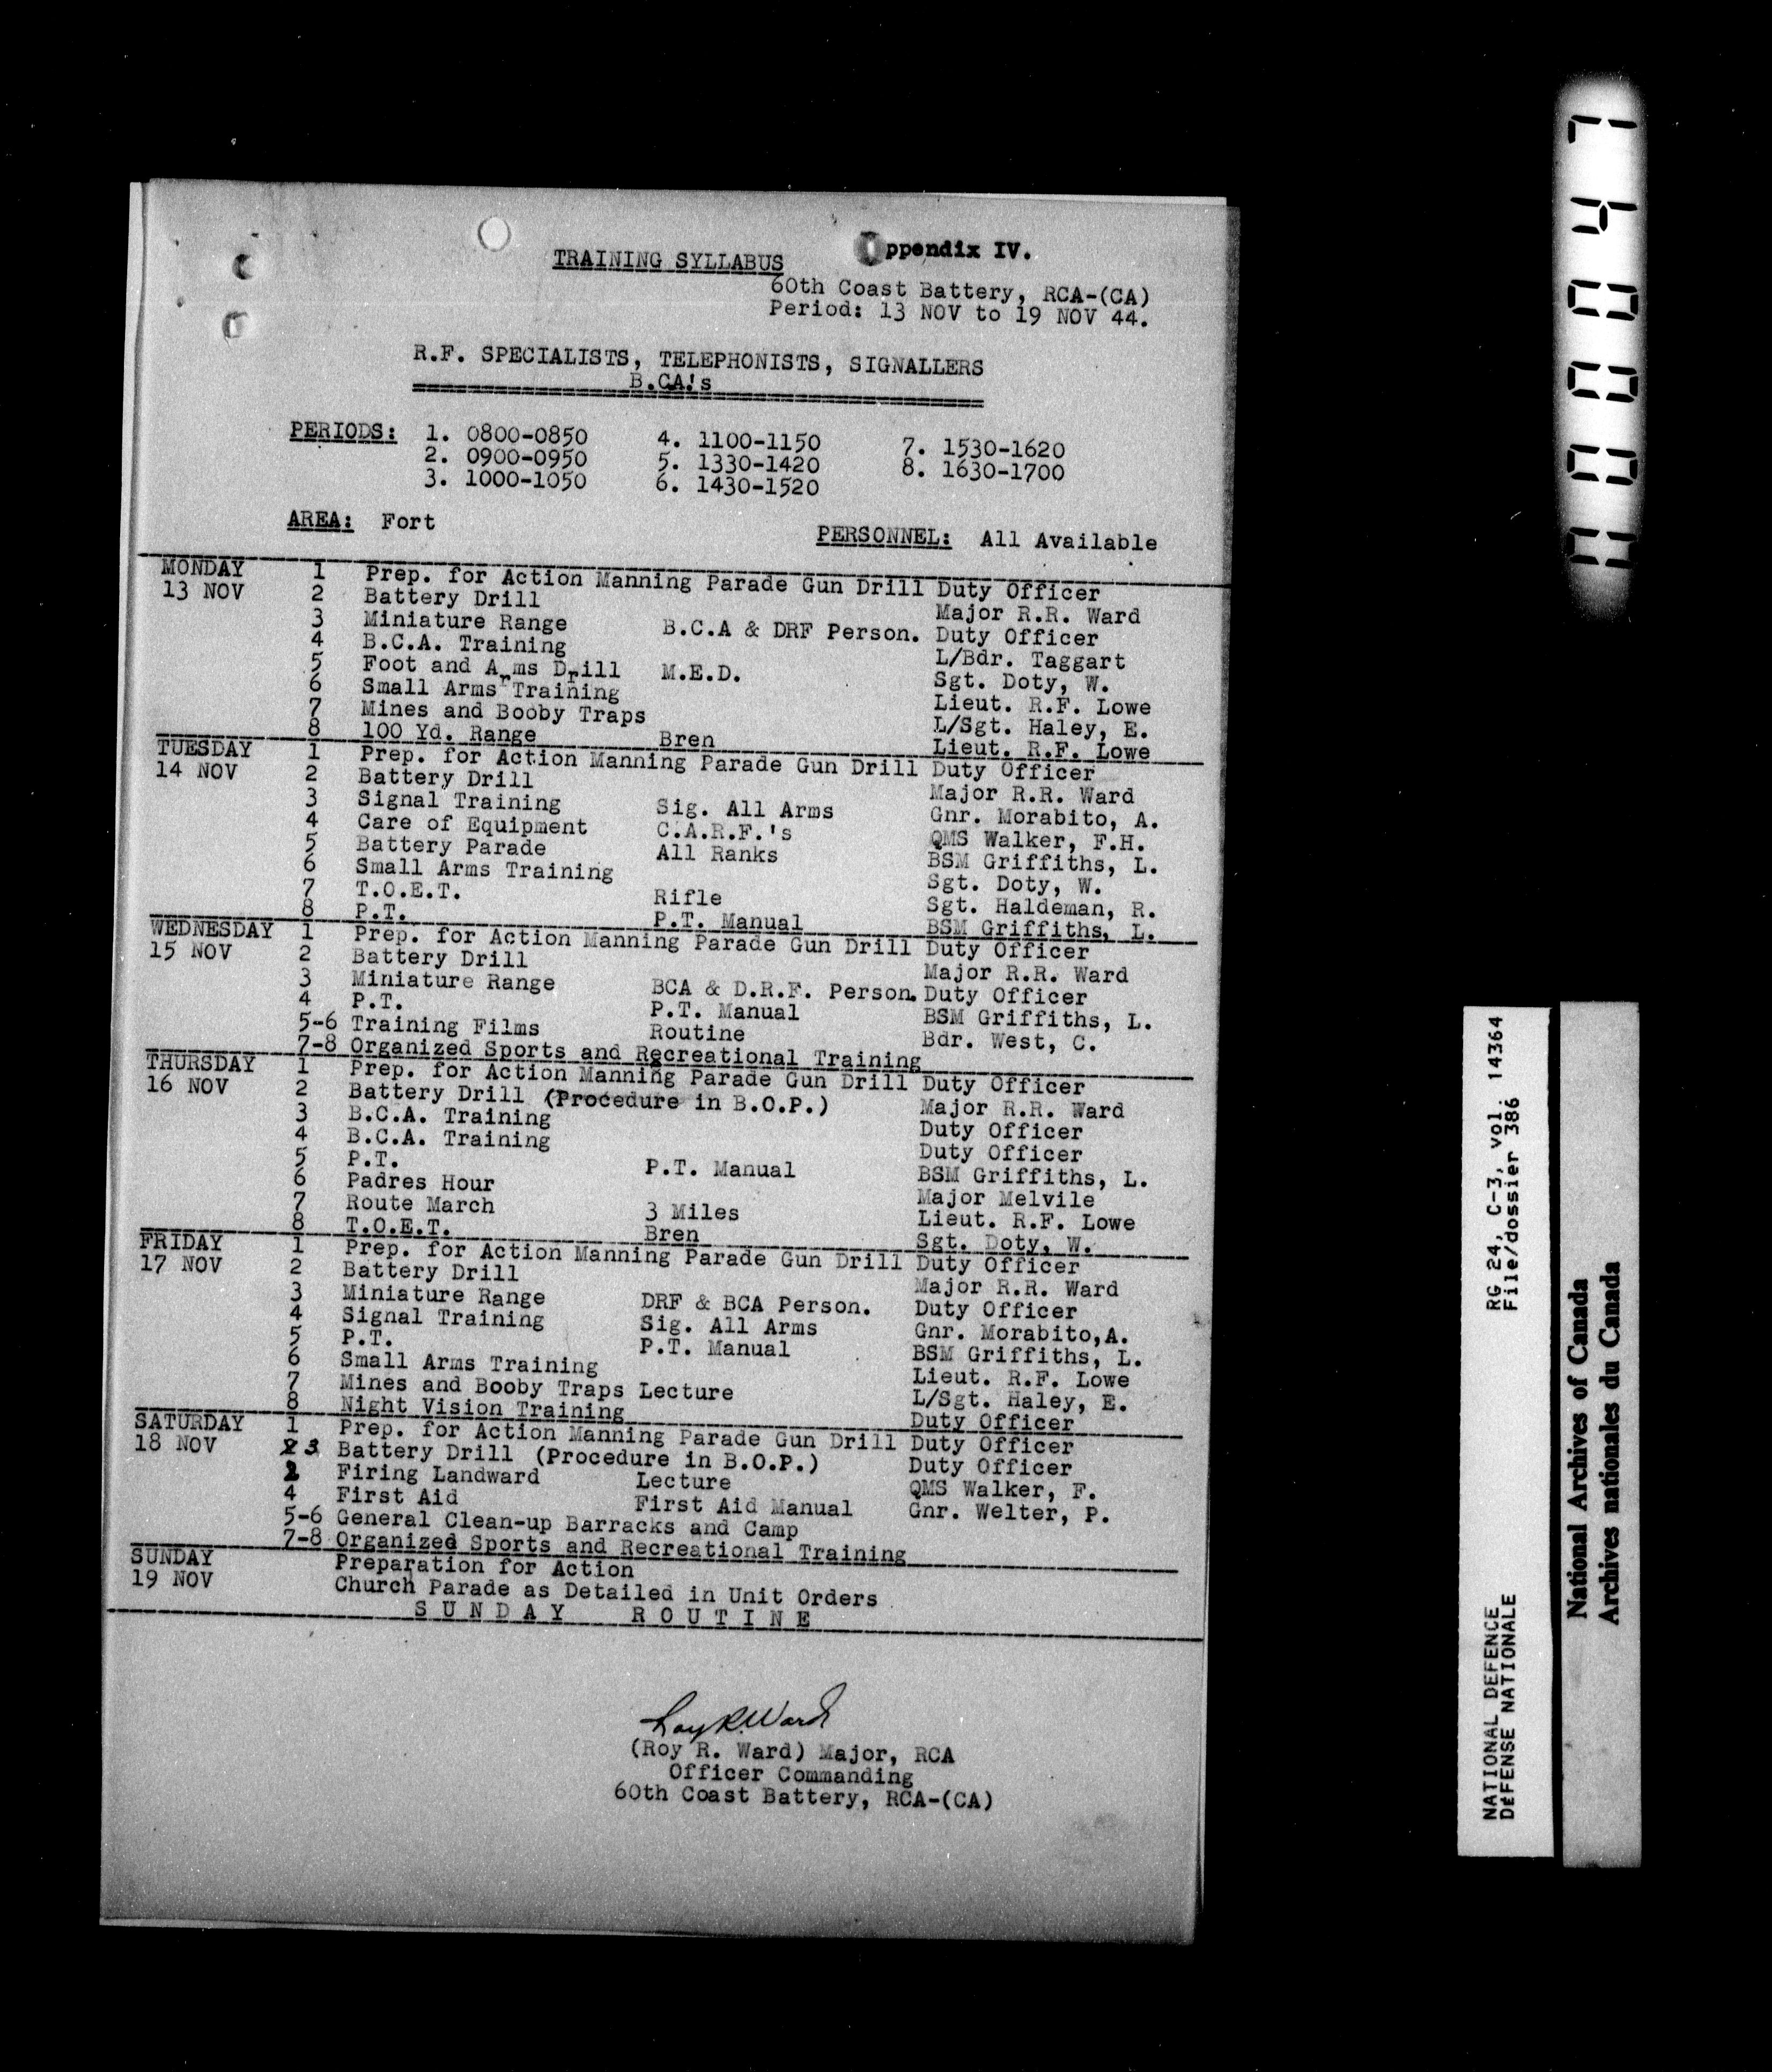 Appendix IV.
TRAINING SYLLABUS
60th Coast Battery, RCA-(CA)
Period: 13 NOV to 19 NOV 44.
R.F. SPECIALISTS, TELEPHONISTS, SIGNALLERS
B.CA!s
PERIODS: 1. 0800-0850 4. 1100-1150 7. 1530-1620
2. 0900-0950 5. 1330-1420 8. 1630-1700
3. 1000-1050 6. 1430-1520
AREA: Fort PERSONNEL: All Available
MONDAY 1 Prep. for Action Manning Parade Gun Drill Duty Officer
13 NOV 2 Battery Drill Major R.R. Ward
3 Miniature Range B.C.A & DRF Person. Duty Officer
4 B.C.A. Training L/Bdr. Taggart
5 Foot and Arms Drill M.E.D. Sgt. Doty, W.
6 Small Arms Training Lieut. R.F. Lowe
7 Mines and Booby Traps L/Sgt. Haley, E.
8 100 Yd. Range Bren Lieut. R.F. Lowe
TUESDAY 1 Prep. for Action Manning Parade Gun Drill Duty Officer
14 NOV 2 Battery Drill Major R.R. Ward
3 Signal Training Sig. All Arms Gnr. Morabito, A.
4 Care of Equipment C.A.R.F.'s QMS Walker, F.H.
5 Battery Parade All Ranks BSM Griffiths, L.
6 Small Arms Training Sgt. Doty, W.
7 T.O.E.T. Rifle Sgt. Haldeman, R.
8 P.T. P.T. Manual BSM Griffiths, L.
WEDNESDAY 1 Prep. for Action Manning Parade Gun Drill Duty Officer
15 NOV 2 Battery Drill Major R.R. Ward
3 Miniature Range BCA & D.R.F. Person. Duty Officer
4 P.T. P.T. Manual BSM Griffiths, L.
5-6 Training Films Routine Bdr. West, C.
7-8 Organized Sports and Recreational Training
THURSDAY 1 Prep. for Action Manning Parade Gun Drill Duty Officer
16 NOV 2 Battery Drill (Procedure in B.O.P.) Major R.R. Ward
3 B.C.A. Training Duty Officer
4 B.C.A. Training Duty Officer
5 P.T. P.T. Manual BSM Griffiths, L.
6 Padres Hour Major Melvile
7 Route March 3 Miles Lieut. R.F. Lowe
8 T.O.E.T. Bren Sgt. Doty, W.
FRIDAY 1 Prep. for Action Manning Parade Gun Drill Duty Officer
17 NOV 2 Battery Drill Major R.R. Ward
3 Miniature Range DRF & BCA Person. Duty Officer
4 Signal Training Sig. All Arms Gnr. Morabito,A.
5 P.T. P.T. Manual BSM Griffiths, L.
6 Small Arms Training Lieut. R.F. Lowe
7 Mines and Booby Traps Lecture L/Sgt. Haley, E.
8 Night Vision Training Duty Officer
SATURDAY 1 Prep. for Action Manning Parade Gun Drill Duty Officer
18 NOV 2 3 Battery Drill (Procedure in B.O.P.) Duty Officer
2 Firing Landward Lecture QMS Walker, F.
4 First Aid First Aid Manual Gnr. Welter, P.
5-6 General Clean-up Barracks and Camp
7-8 Organized Sports and Recreational Training
SUNDAY Preparation for Action
19 NOV Church Parade as Detailed in Unit Orders
SUNDAY ROUTINE
Roy R. Ward
(Roy R. Ward) Major, RCA
Officer Commanding
60th Coast Battery, RCA-(CA)
NATIONAL DEFENCE RG 24, C-3, vol. 14364
DÉFENSE NATIONALE File/dossier 386
National Archives of Canada
Archives nationales du Canada